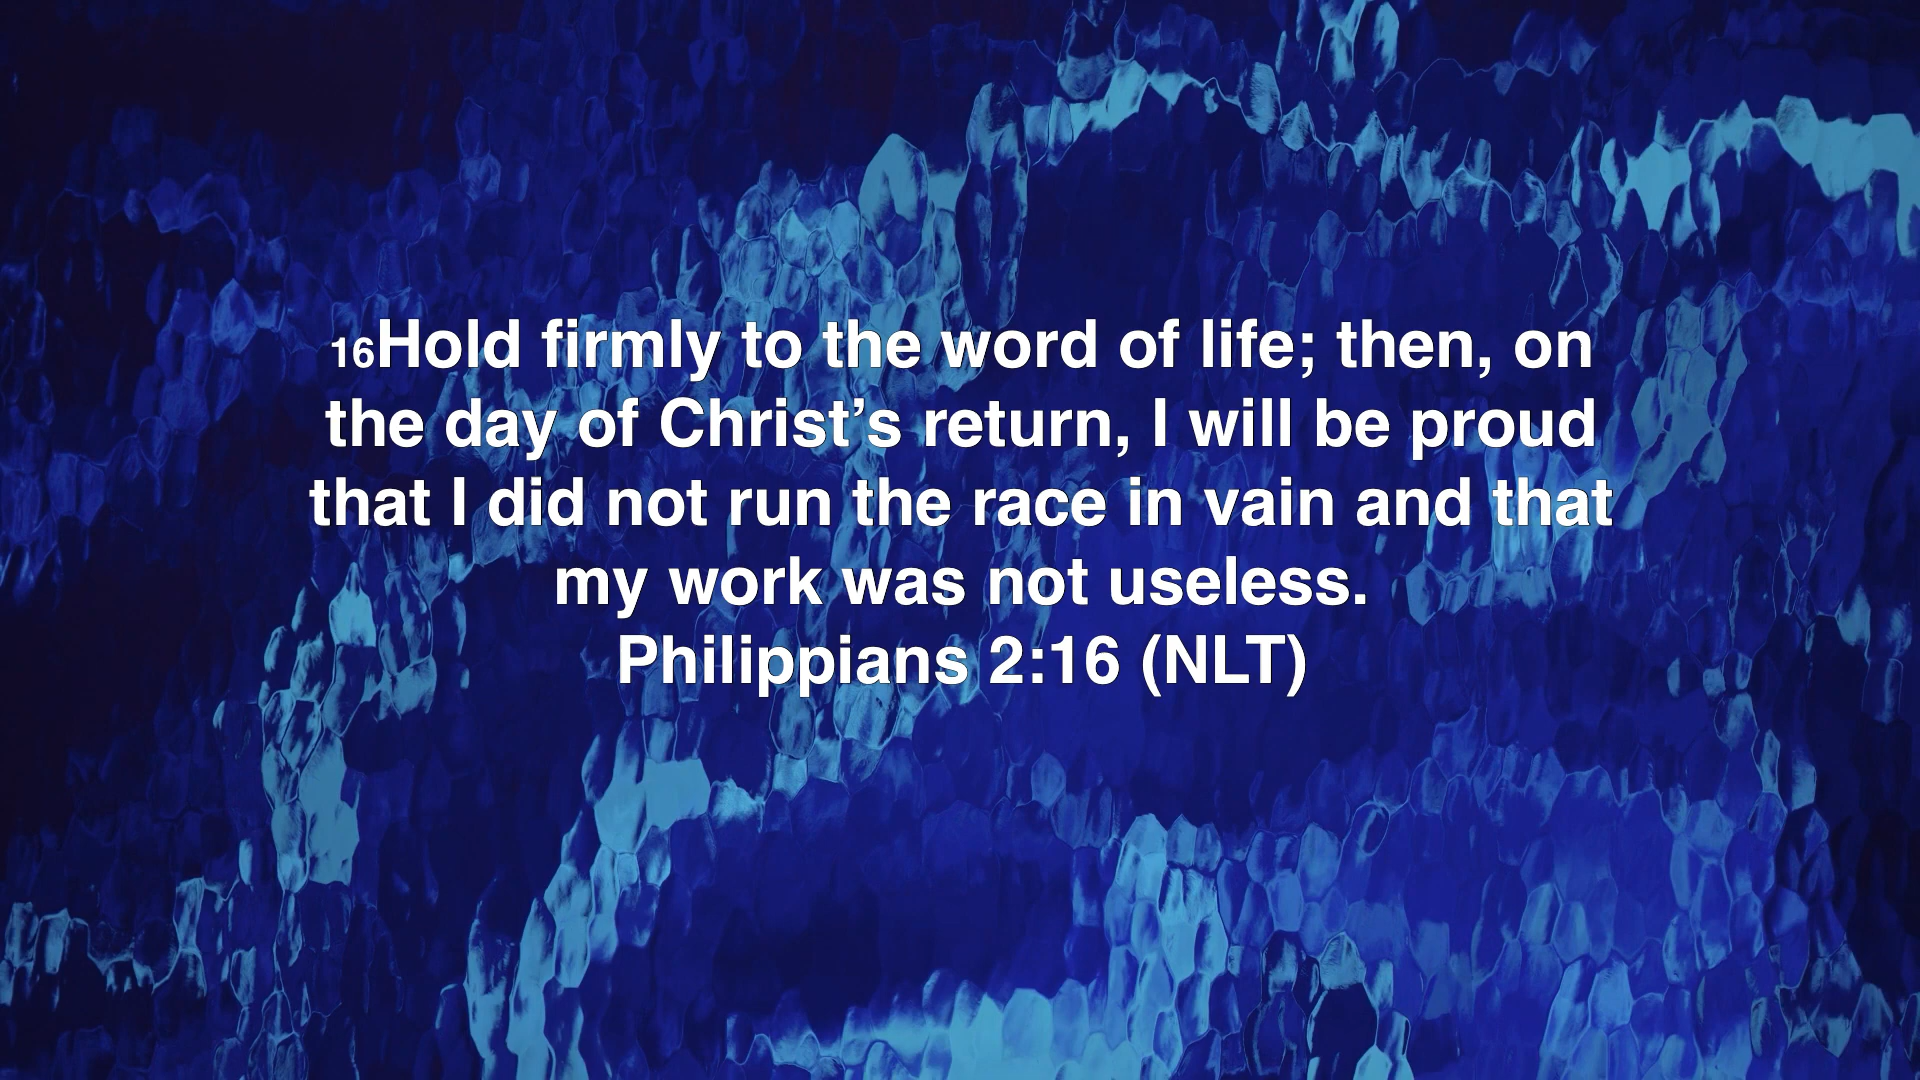 16Hold firmly to the word of life; then, on
the day of Christ’s return, I will be proud
that I did not run the race in vain and that
my work was not useless.
Philippians 2:16 (NLT)